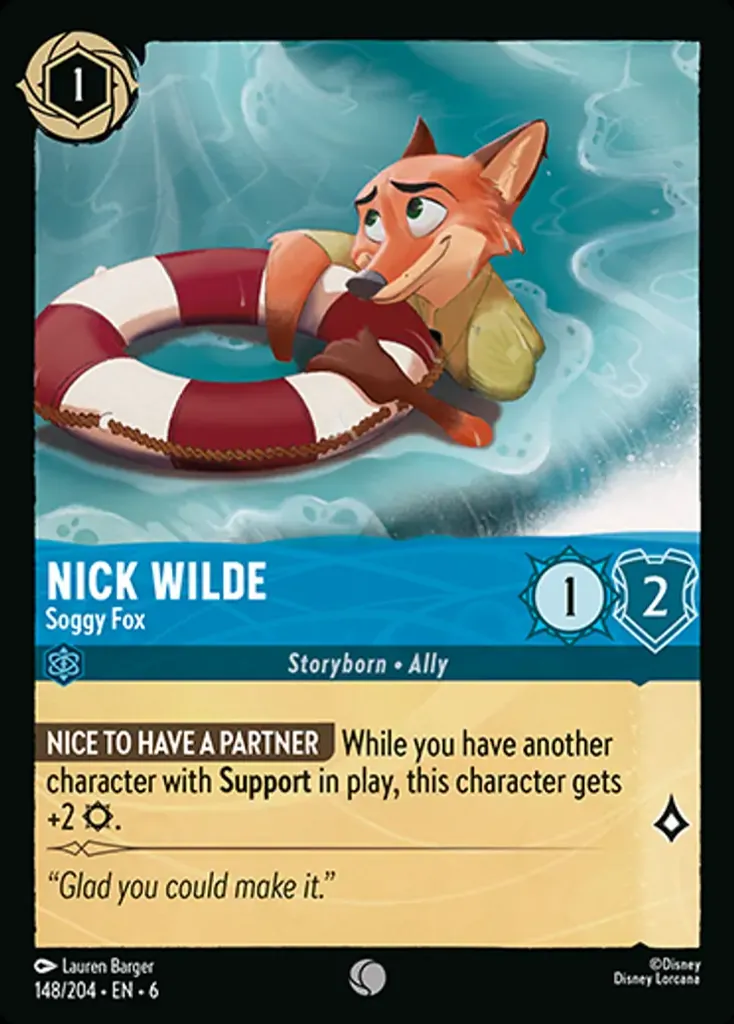 1
NICK WILDE
Soggy Fox
1
2
Storyborn • Ally
NICE TO HAVE A PARTNER While you have another
character with Support in play, this character gets
+2 .
“Glad you could make it.”
Lauren Barger
148/204 • EN • 6
©Disney
Disney Lorcana